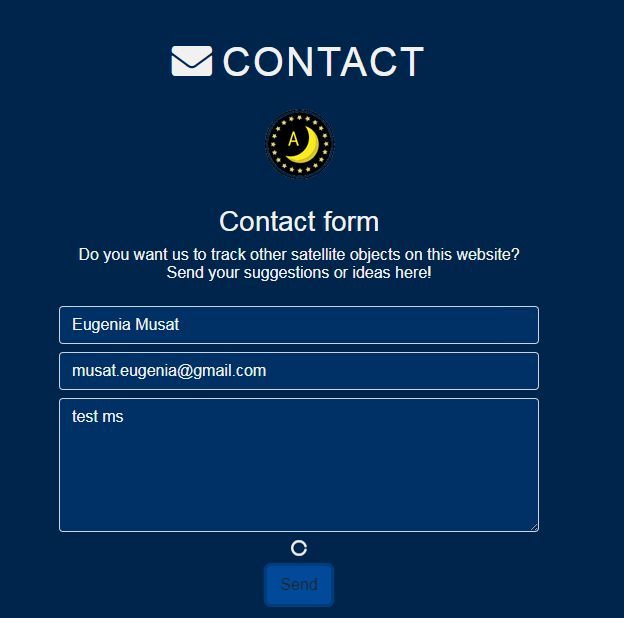 CONTACT
A
Contact form
Do you want us to track other satellite objects on this website?
Send your suggestions or ideas here!
Eugenia Musat
musat.eugenia@gmail.com
test ms
Send